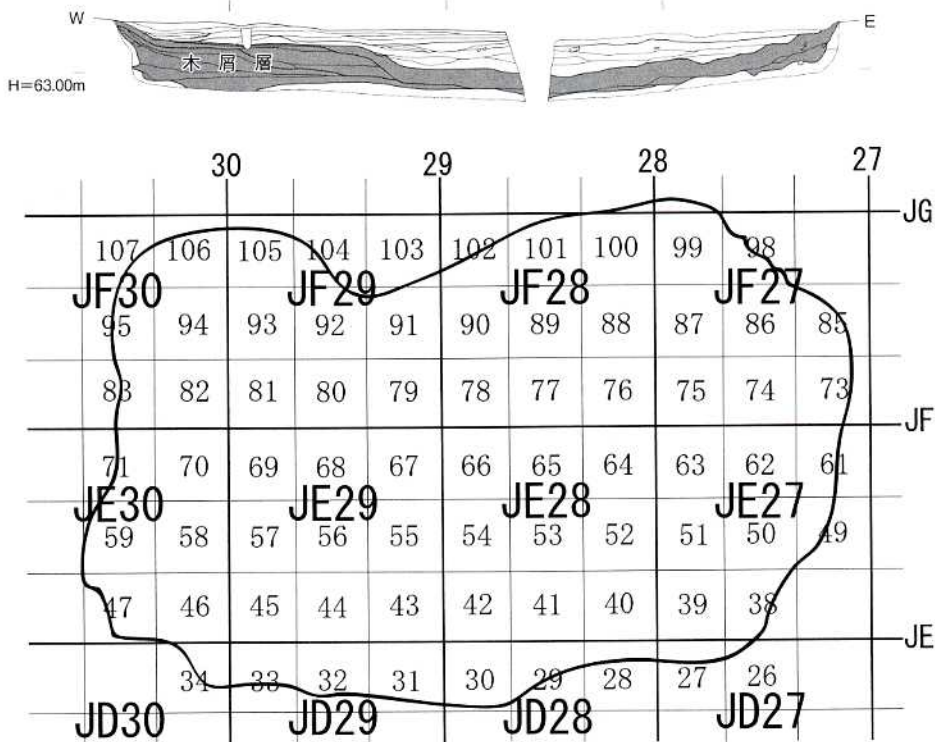 W E
木屑層
H=63.00m
30 29 28 27
JG
107 106 105 104 103 102 101 100 99 98
JF30 JF29 JF28 JF27
95 94 93 92 91 90 89 88 87 86 85
83 82 81 80 79 78 77 76 75 74 73
JF
71 70 69 68 67 66 65 64 63 62 61
JE30 JE29 JE28 JE27
59 58 57 56 55 54 53 52 51 50 49
47 46 45 44 43 42 41 40 39 38
JE
34 33 32 31 30 29 28 27 26
JD30 JD29 JD28 JD27